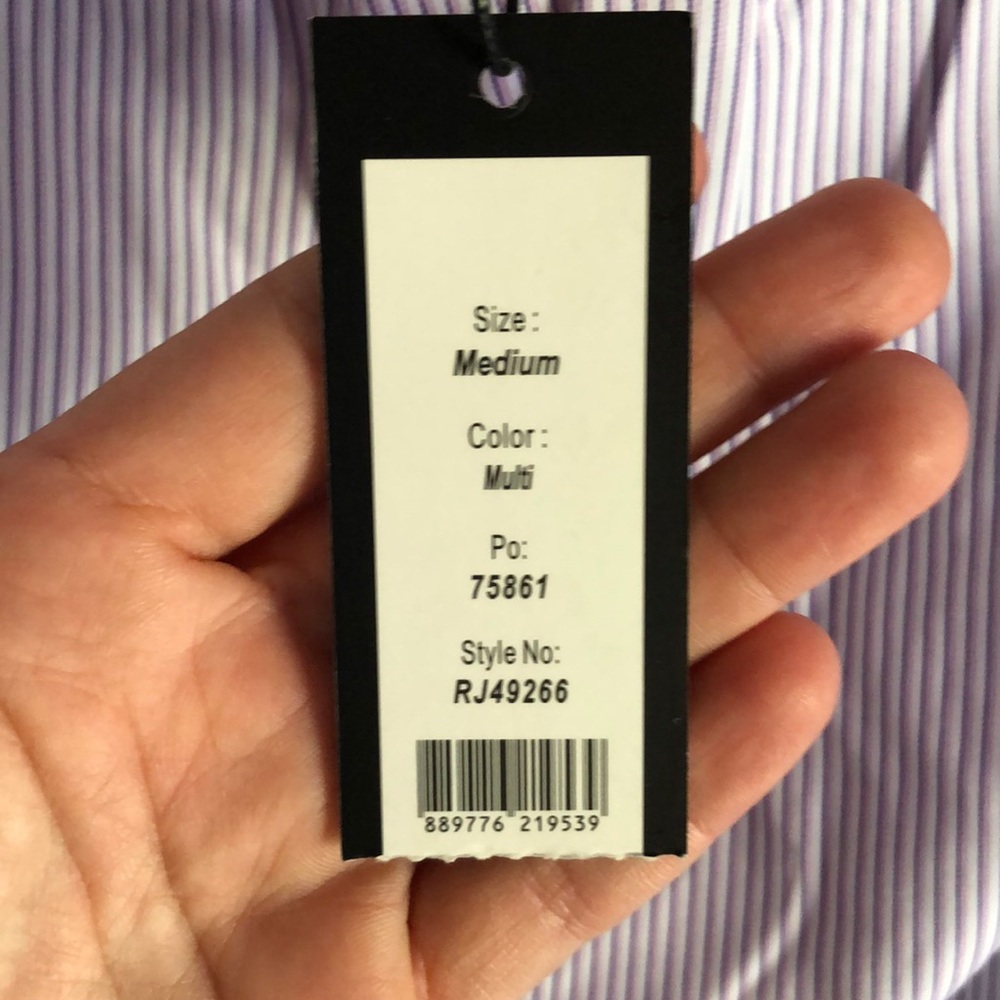 Size :
Medium
Color :
Multi
Po:
75861
Style No:
RJ49266
889776 219539